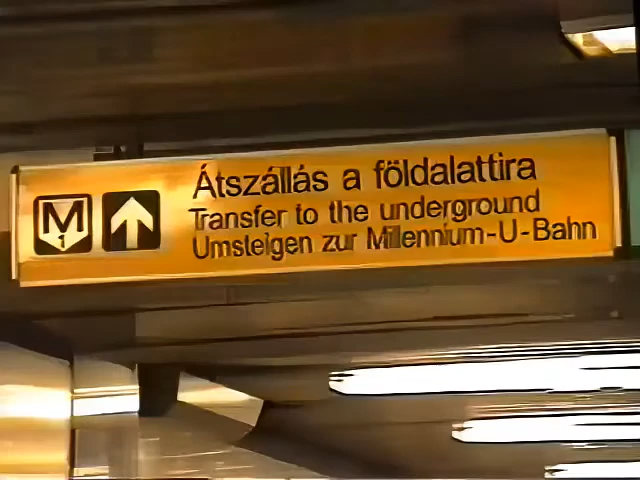 M
1
Átszállás a földalattira
Transfer to the underground
Umsteigen zur Millennium-U-Bahn